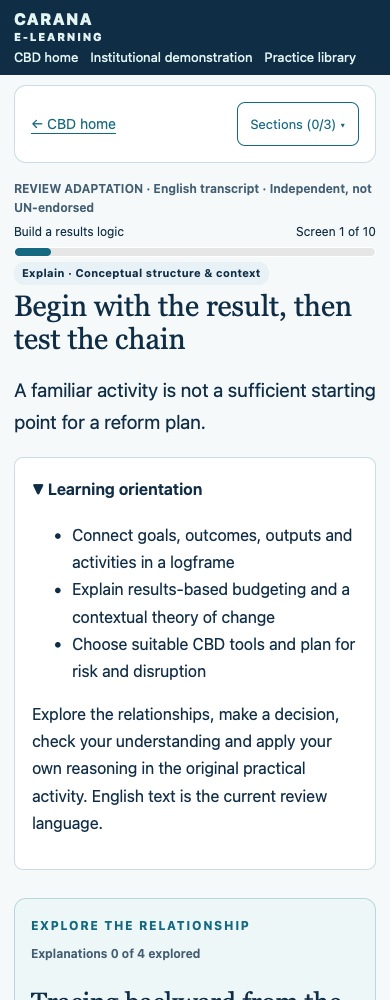 CARANA
E-LEARNING
CBD home Institutional demonstration Practice library
← CBD home
Sections (0/3) ▾
REVIEW ADAPTATION · English transcript · Independent, not
UN-endorsed
Build a results logic
Screen 1 of 10
Explain · Conceptual structure & context
Begin with the result, then
test the chain
A familiar activity is not a sufficient starting
point for a reform plan.
▼ Learning orientation
• Connect goals, outcomes, outputs and
activities in a logframe
• Explain results-based budgeting and a
contextual theory of change
• Choose suitable CBD tools and plan for
risk and disruption
Explore the relationships, make a decision,
check your understanding and apply your
own reasoning in the original practical
activity. English text is the current review
language.
EXPLORE THE RELATIONSHIP
Explanations 0 of 4 explored
Tracing backward from the